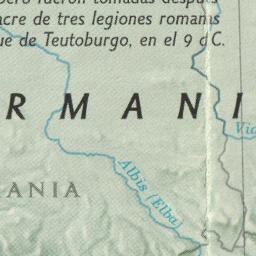 acre de tres legiones romanas
ue de Teutoburgo, en el 9 d C.
RMANI
Albis (Elba)
ANIA